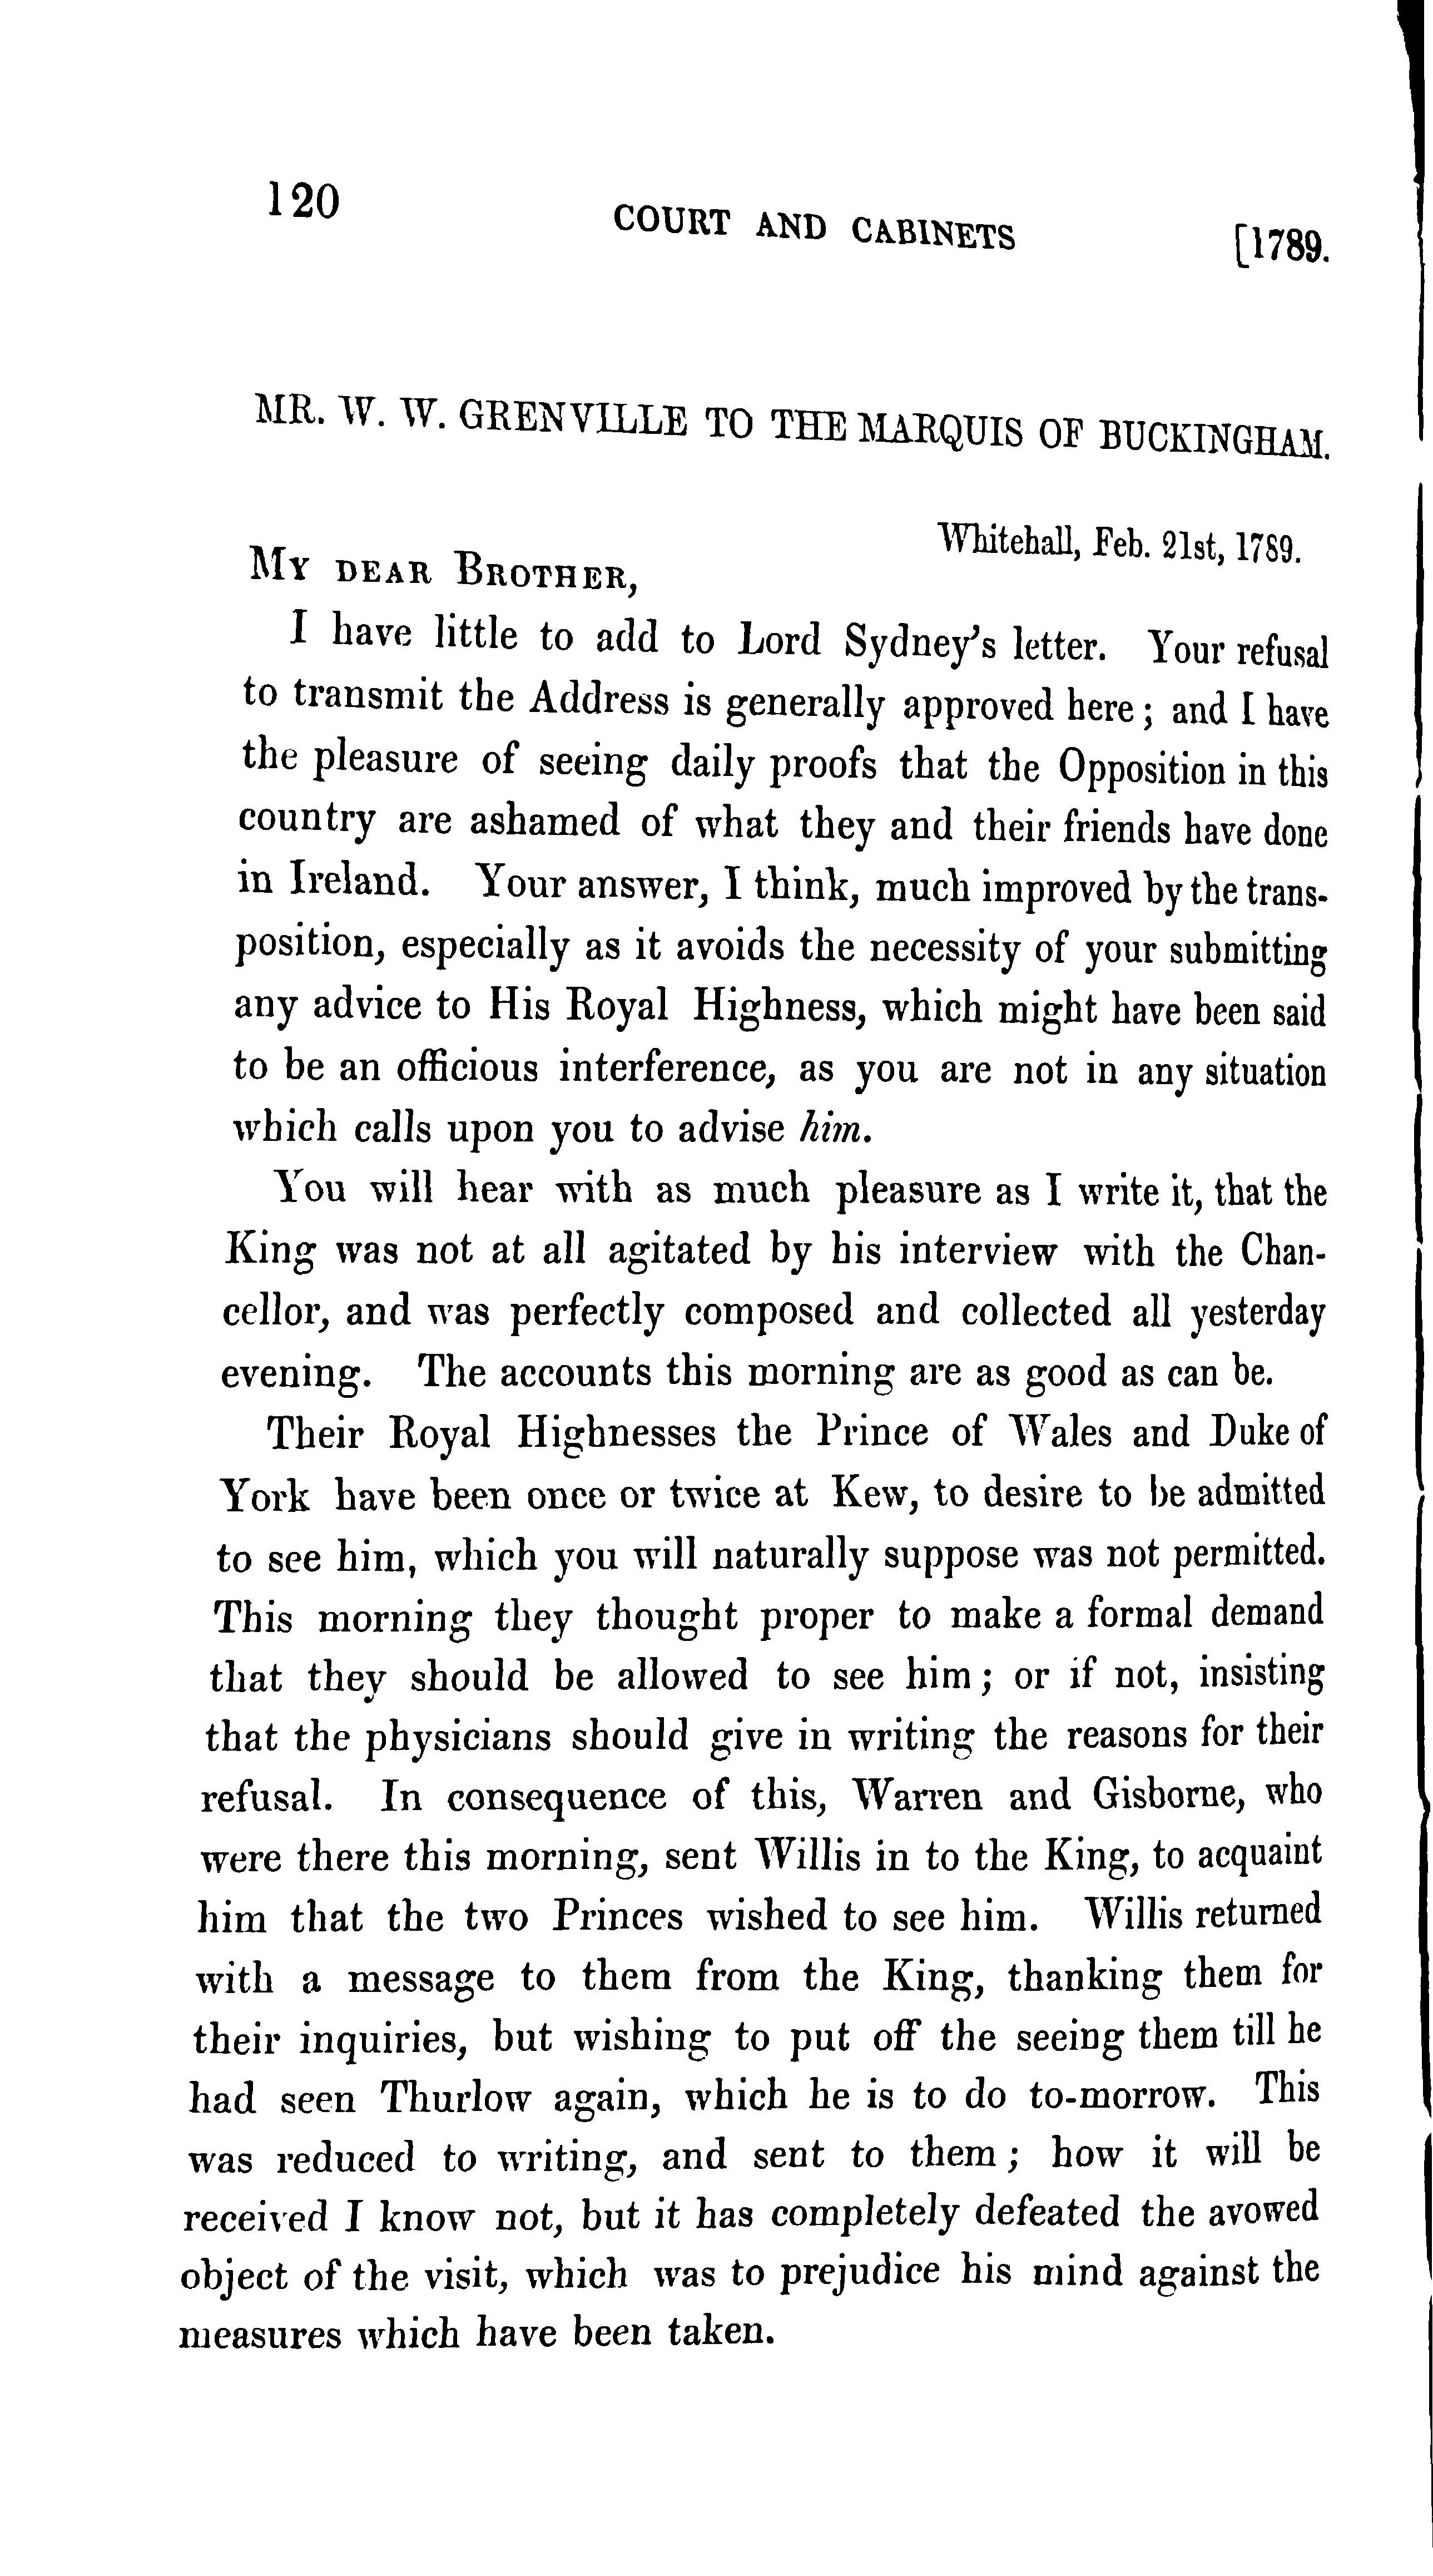 120
COURT AND CABINETS
[1789.
MR. W. W. GRENVILLE TO THE MARQUIS OF BUCKINGHAM.
Whitehall, Feb. 21st, 1789.
MY DEAR BROTHER,
I have little to add to Lord Sydney's letter. Your refusal
to transmit the Address is generally approved here; and I have
the pleasure of seeing daily proofs that the Opposition in this
country are ashamed of what they and their friends have done
in Ireland. Your answer, I think, much improved by the trans-
position, especially as it avoids the necessity of your submitting
any advice to His Royal Highness, which might have been said
to be an officious interference, as you are not in any situation
which calls upon you to advise him.
You will hear with as much pleasure as I write it, that the
King was not at all agitated by his interview with the Chan-
cellor, and was perfectly composed and collected all yesterday
evening. The accounts this morning are as good as can be.
Their Royal Highnesses the Prince of Wales and Duke of
York have been once or twice at Kew, to desire to be admitted
to see him, which you will naturally suppose was not permitted.
This morning they thought proper to make a formal demand
that they should be allowed to see him; or if not, insisting
that the physicians should give in writing the reasons for their
refusal. In consequence of this, Warren and Gisborne, who
were there this morning, sent Willis in to the King, to acquaint
him that the two Princes wished to see him. Willis returned
with a message to them from the King, thanking them for
their inquiries, but wishing to put off the seeing them till he
had seen Thurlow again, which he is to do to-morrow. This
was reduced to writing, and sent to them; how it will be
received I know not, but it has completely defeated the avowed
object of the visit, which was to prejudice his mind against the
measures which have been taken.